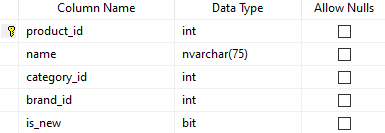 Column Name Data Type Allow Nulls
product_id int
name nvarchar(75)
category_id int
brand_id int
is_new bit